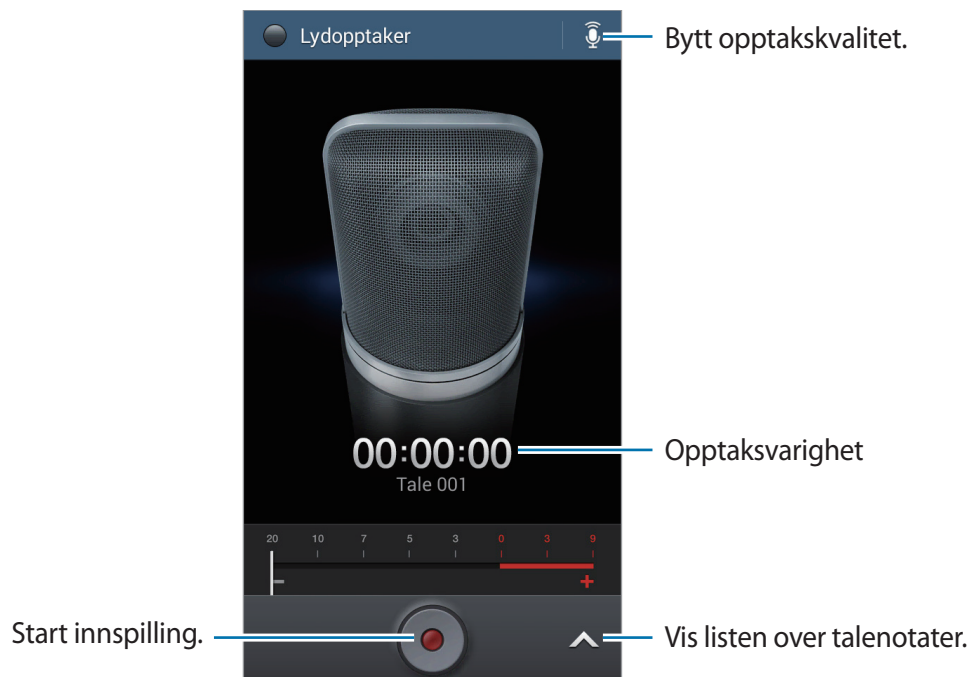 Lydopptaker
Bytt opptakskvalitet.
00:00:00
Opptaksvarighet
Tale 001
20 10 7 5 3 0 3 9
- +
Start innspilling.
Vis listen over talenotater.